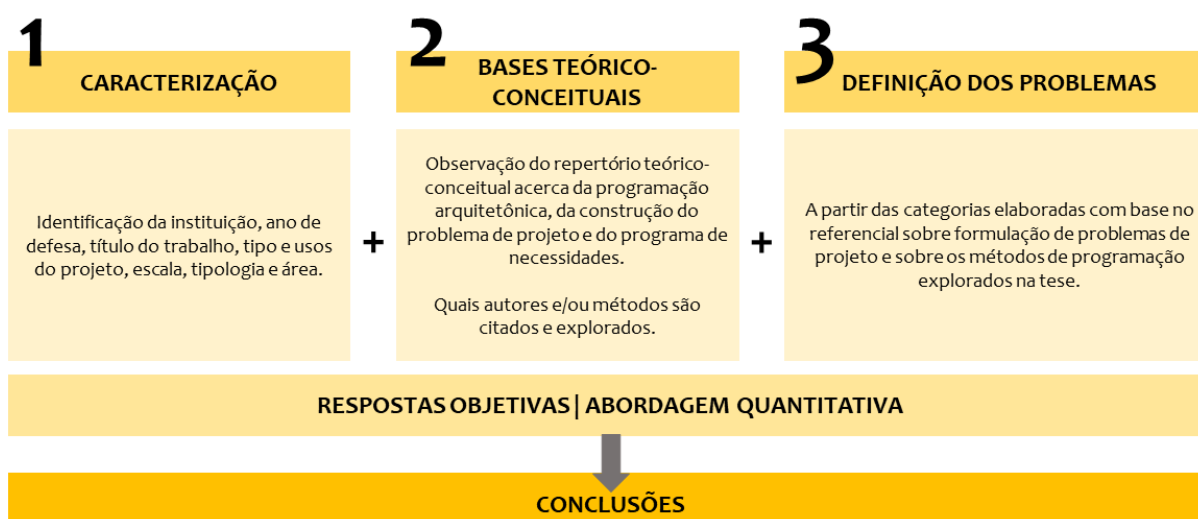 1
CARACTERIZAÇÃO
Identificação da instituição, ano de
defesa, título do trabalho, tipo e usos
do projeto, escala, tipologia e área.
+
2
BASES TEÓRICO-
CONCEITUAIS
Observação do repertório teórico-
conceitual acerca da programação
arquitetônica, da construção do
problema de projeto e do programa de
necessidades.
Quais autores e/ou métodos são
citados e explorados.
+
3
DEFINIÇÃO DOS PROBLEMAS
A partir das categorias elaboradas com base no
referencial sobre formulação de problemas de
projeto e sobre os métodos de programação
explorados na tese.
RESPOSTAS OBJETIVAS | ABORDAGEM QUANTITATIVA
CONCLUSÕES